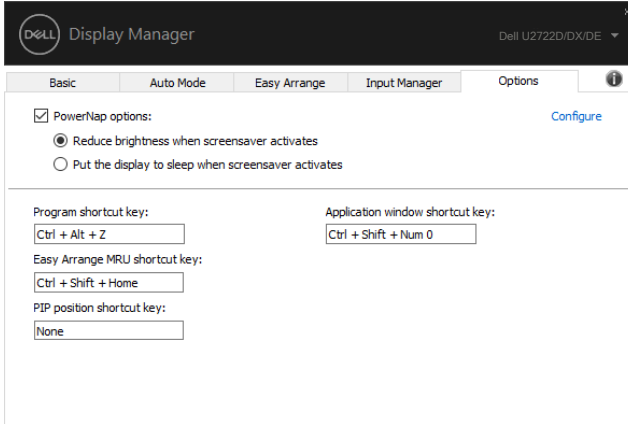 DELL Display Manager
Dell U2722D/DX/DE
Basic Auto Mode Easy Arrange Input Manager Options
PowerNap options:
Configure
Reduce brightness when screensaver activates
Put the display to sleep when screensaver activates
Program shortcut key:
Application window shortcut key:
Ctrl + Alt + Z
Ctrl + Shift + Num 0
Easy Arrange MRU shortcut key:
Ctrl + Shift + Home
PIP position shortcut key:
None